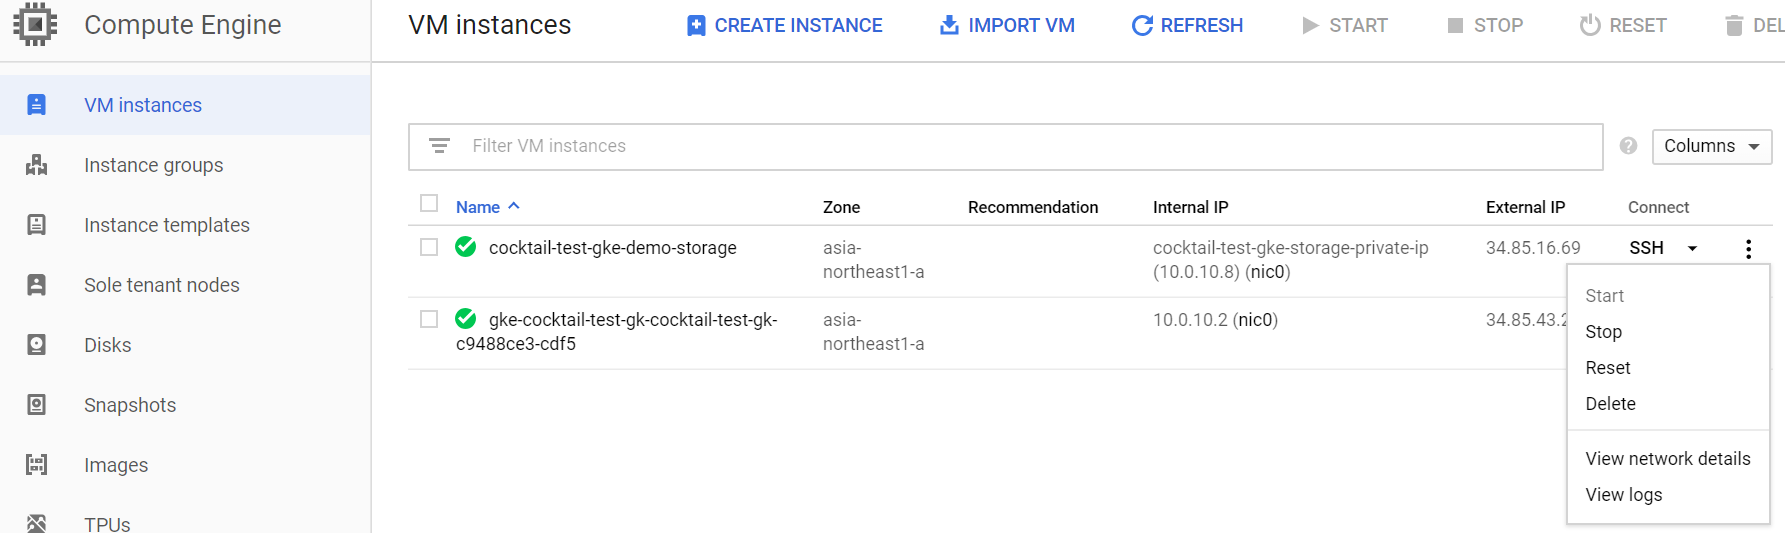 Compute Engine
VM instances
CREATE INSTANCE
IMPORT VM
REFRESH
START
STOP
RESET
DEL
VM instances
Instance groups
Instance templates
Sole tenant nodes
Disks
Snapshots
Images
TPUs
Filter VM instances
?
Columns
Name Zone Recommendation Internal IP External IP Connect
cocktail-test-gke-demo-storage asia- cocktail-test-gke-storage-private-ip 34.85.16.69 SSH
northeast1-a (10.0.10.8) (nic0)
gke-cocktail-test-gk-cocktail-test-gk- asia- 10.0.10.2 (nic0) 34.85.43.2
c9488ce3-cdf5 northeast1-a
Start
Stop
Reset
Delete
View network details
View logs